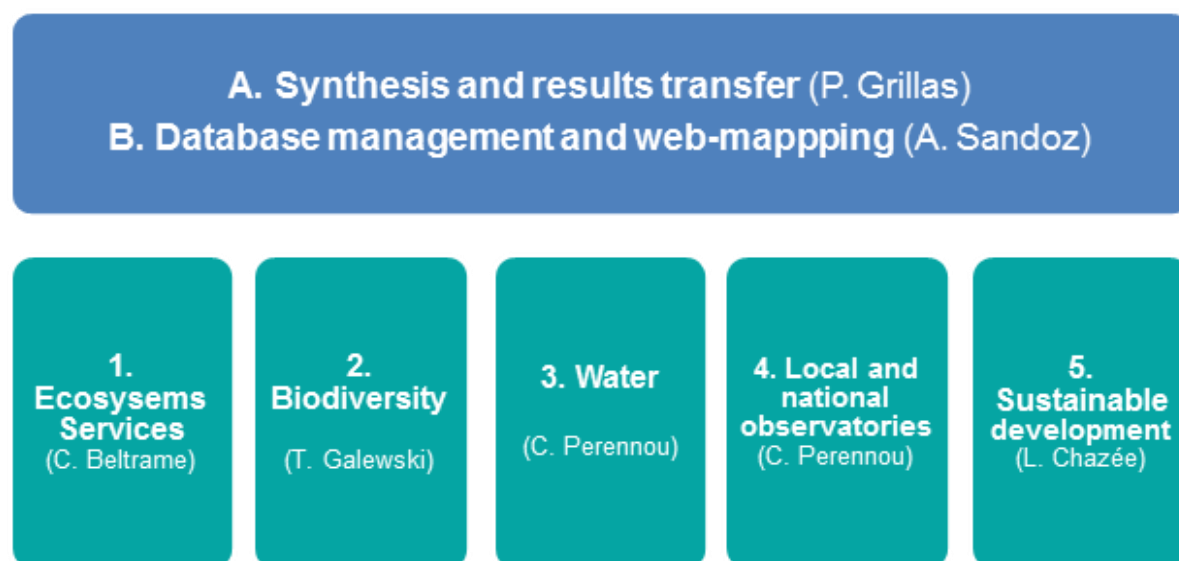 A. Synthesis and results transfer (P. Grillas)
B. Database management and web-mappping (A. Sandoz)
1.
Ecosysems
Services
(C. Beltrame)
2.
Biodiversity
(T. Galewski)
3. Water
(C. Perennou)
4. Local and
national
observatories
(C. Perennou)
5.
Sustainable
development
(L. Chazée)